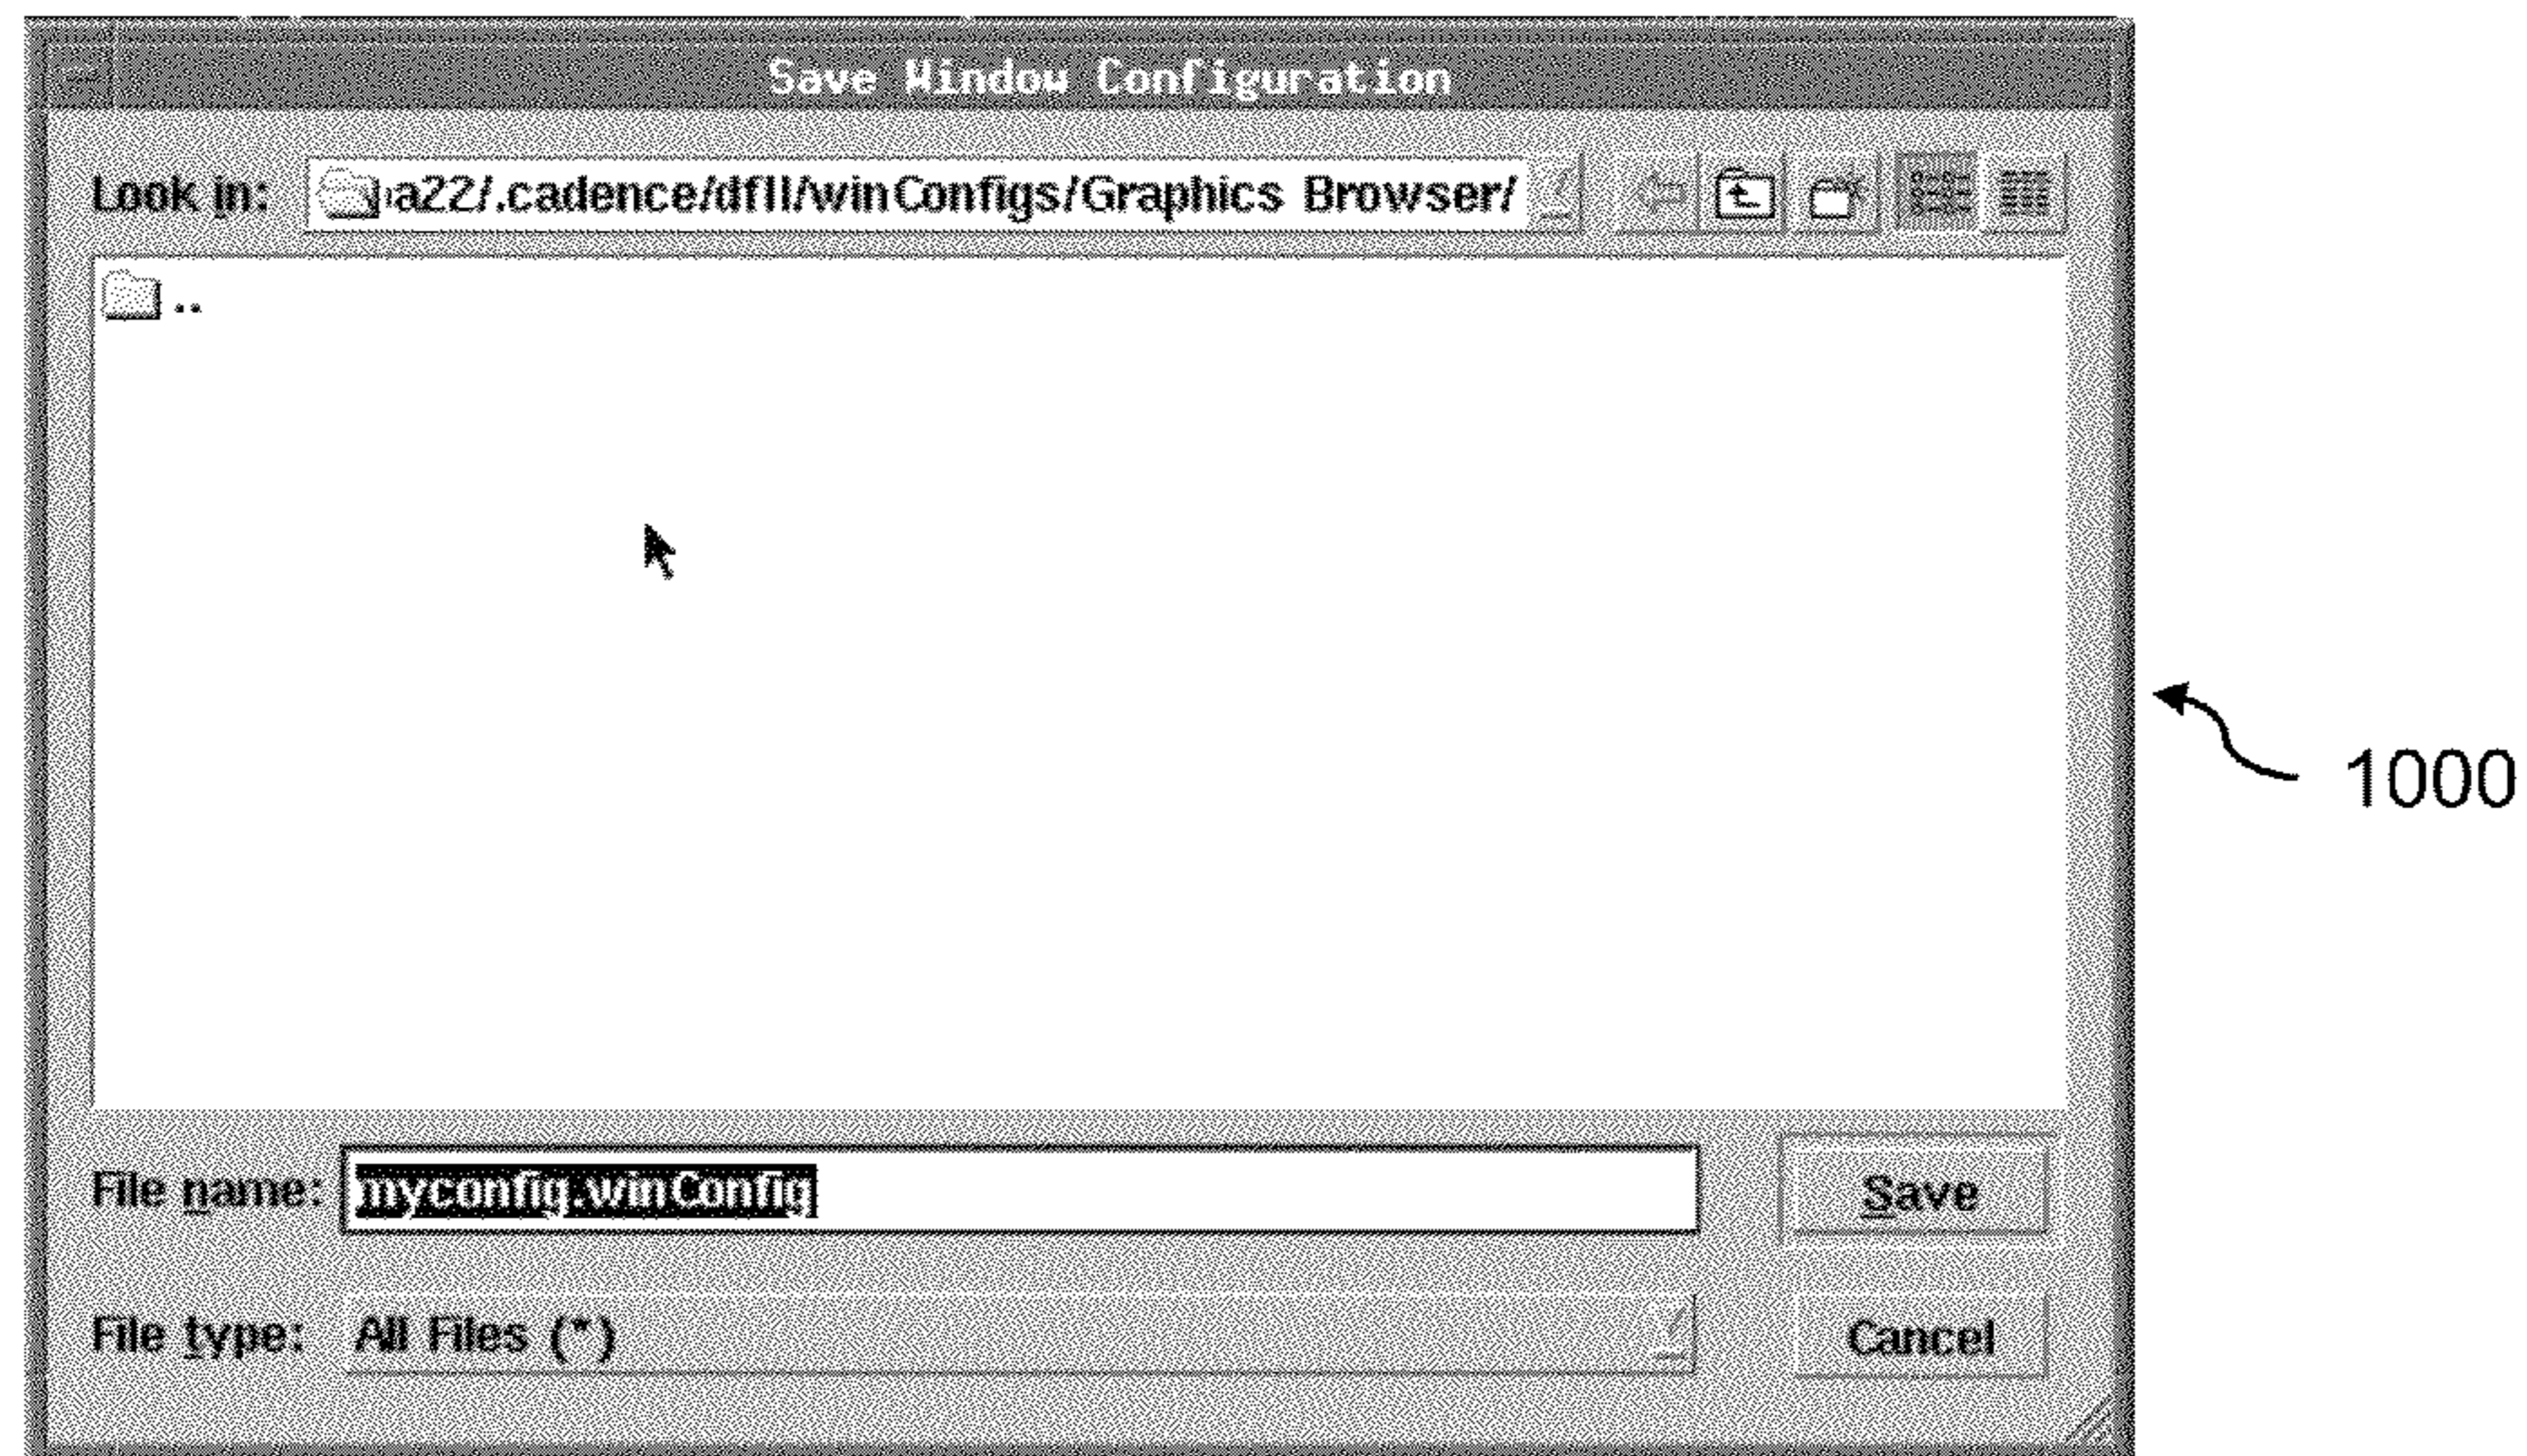 Save Window Configuration
Look in: a22/.cadence/dfII/winConfigs/Graphics Browser/
..
1000
File name: myconfig.winConfig Save
File type: All Files (*) Cancel